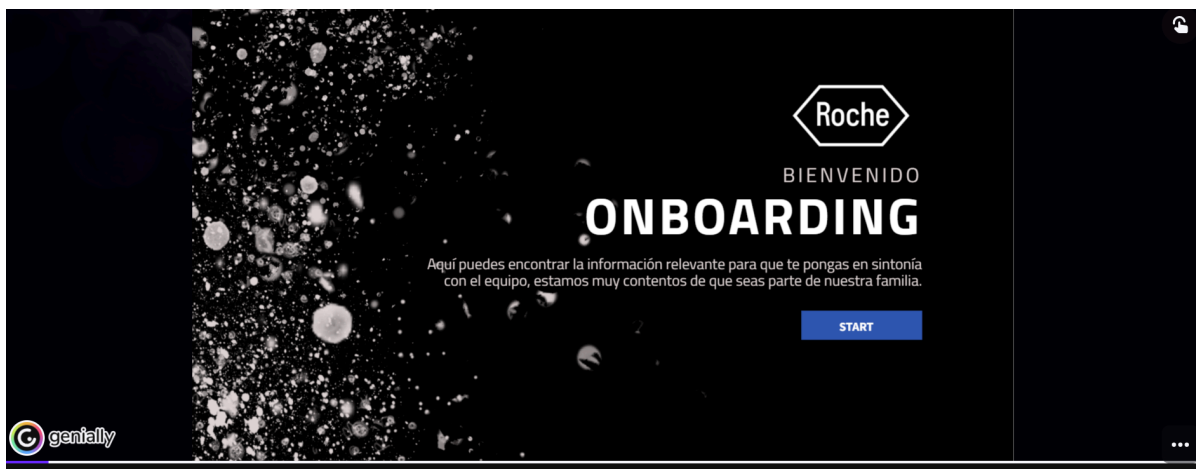 Roche
BIENVENIDO
ONBOARDING
Aquí puedes encontrar la información relevante para que te pongas en sintonía
con el equipo, estamos muy contentos de que seas parte de nuestra familia.
START
genially